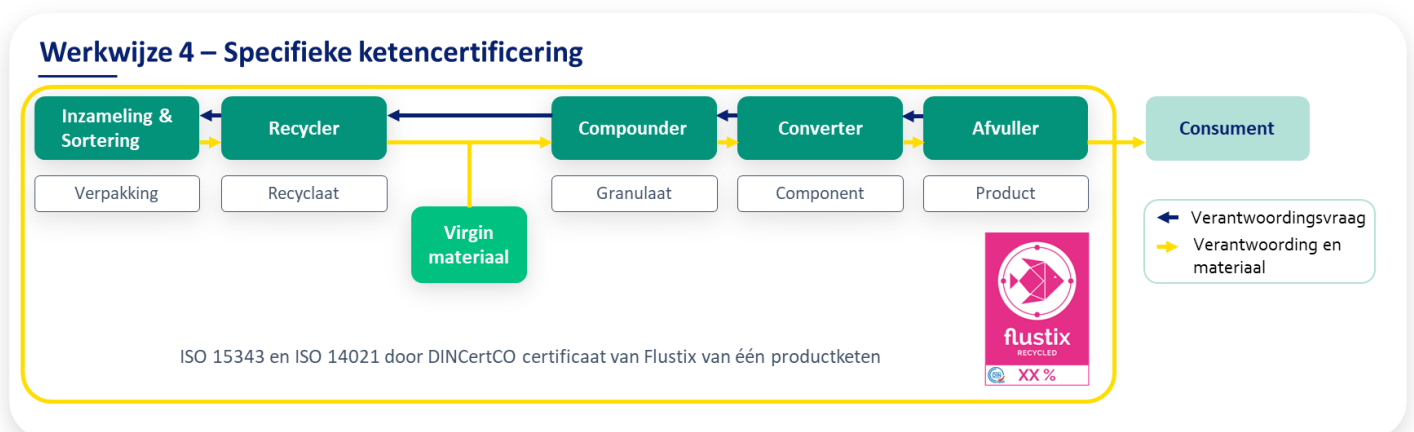 Werkwijze 4 – Specifieke ketencertificering
Inzameling &
Sortering
Recycler
Compounder
Converter
Afvuller
Consument
Verpakking
Recyclaat
Granulaat
Component
Product
Virgin
materiaal
Verantwoordingsvraag
Verantwoording en
materiaal
flustix
RECYCLED
XX %
ISO 15343 en ISO 14021 door DINCertCO certificaat van Flustix van één productketen